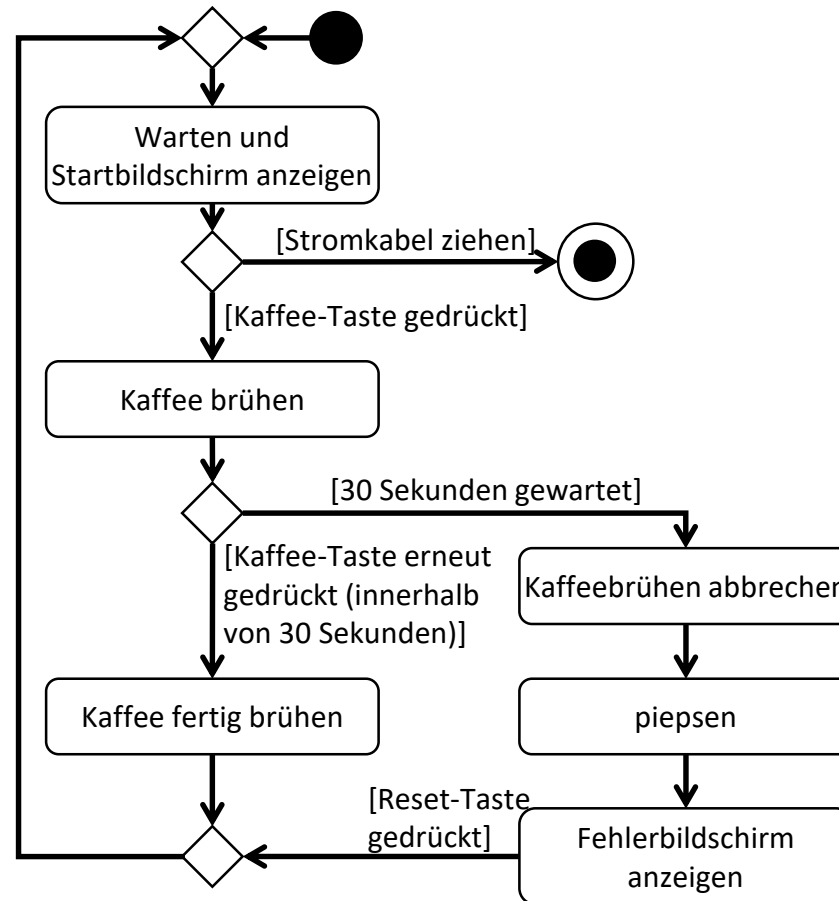 Warten und
Startbildschirm anzeigen
[Stromkabel ziehen]
[Kaffee-Taste gedrückt]
Kaffee brühen
[30 Sekunden gewartet]
[Kaffee-Taste erneut
gedrückt (innerhalb
von 30 Sekunden)]
Kaffeebrühen abbrechen
Kaffee fertig brühen
piepsen
[Reset-Taste
gedrückt]
Fehlerbildschirm
anzeigen